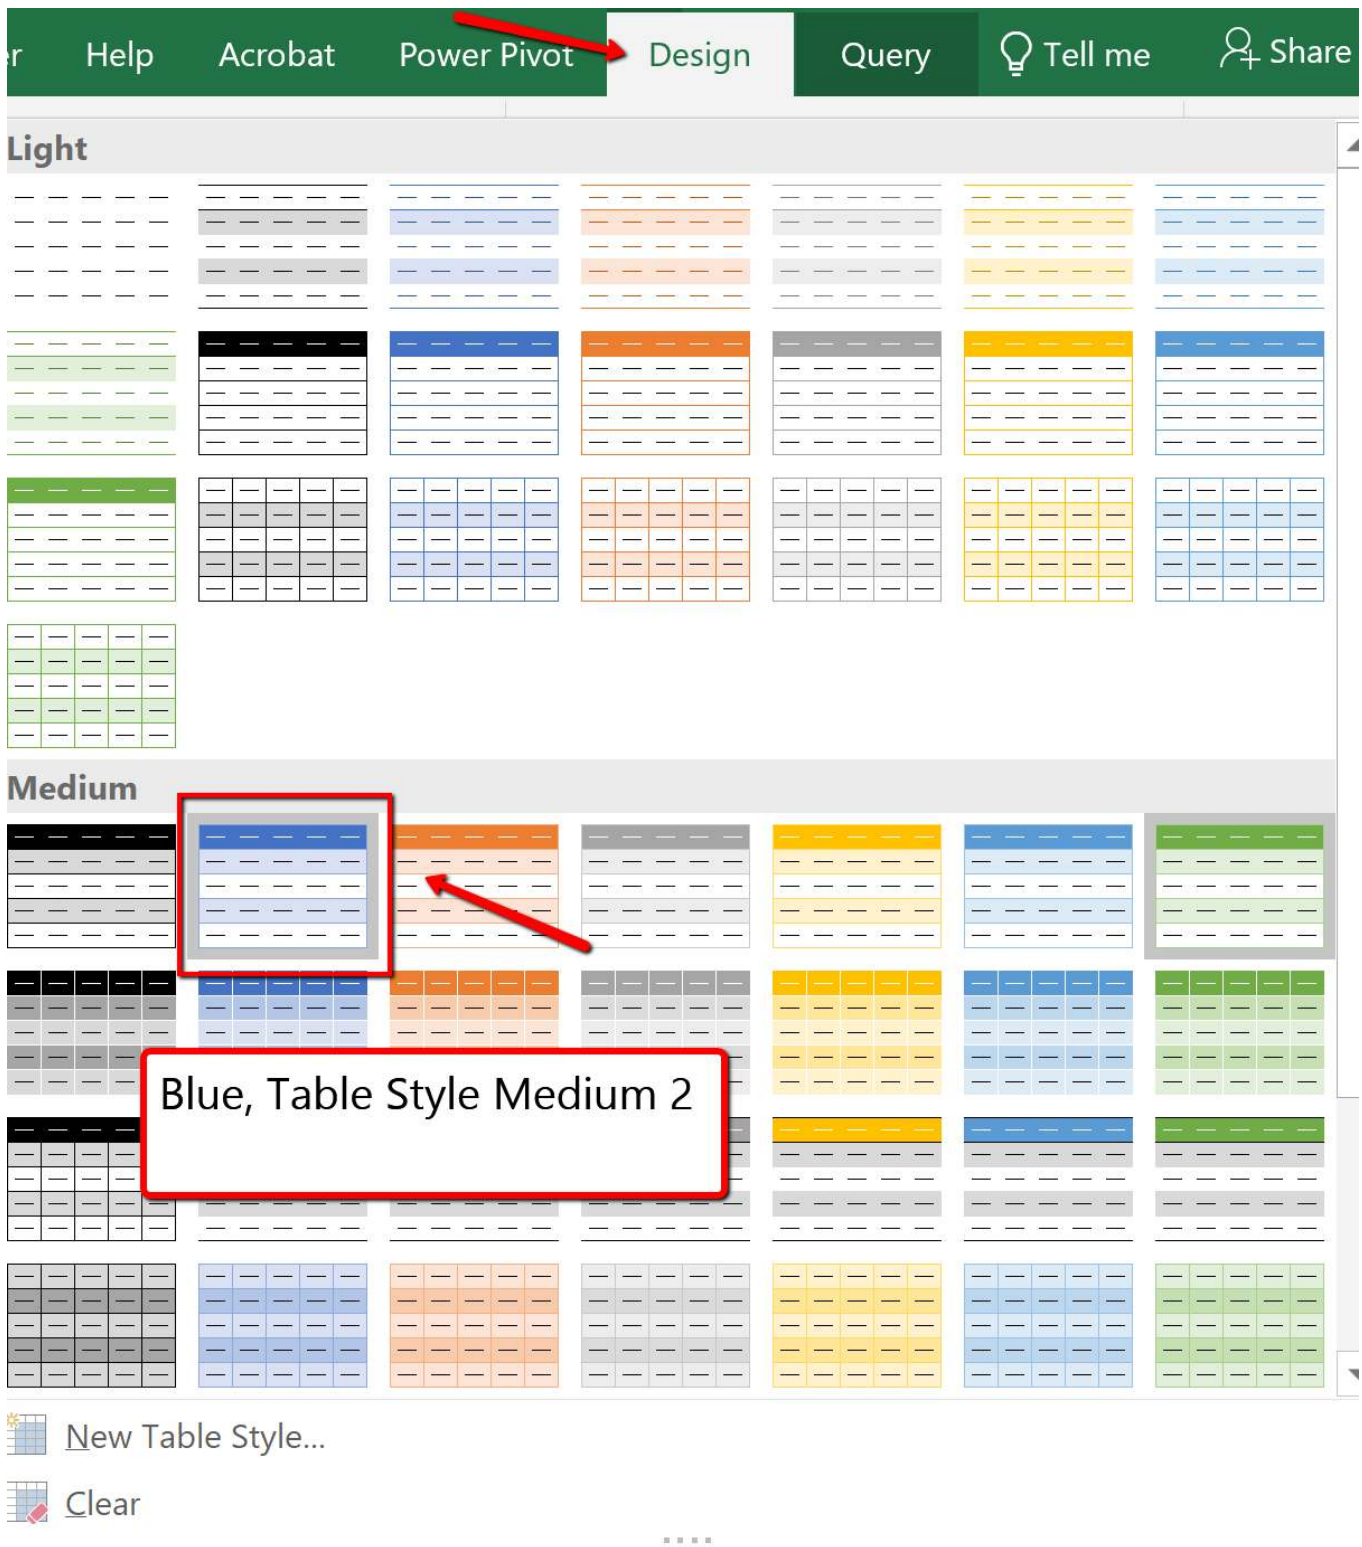 Help Acrobat Power Pivot Design Query Tell me Share
Light
Medium
Blue, Table Style Medium 2
New Table Style...
Clear